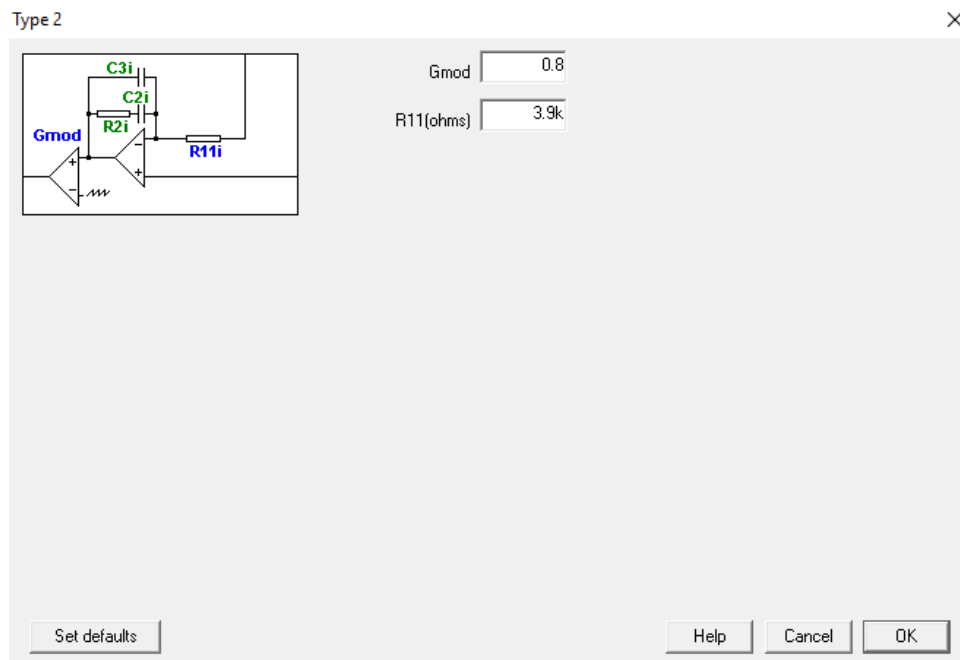 Type 2
C3i
C2i
R2i
Gmod
R11i
Gmod 0.8
R11(ohms) 3.9k
Set defaults
Help
Cancel
OK